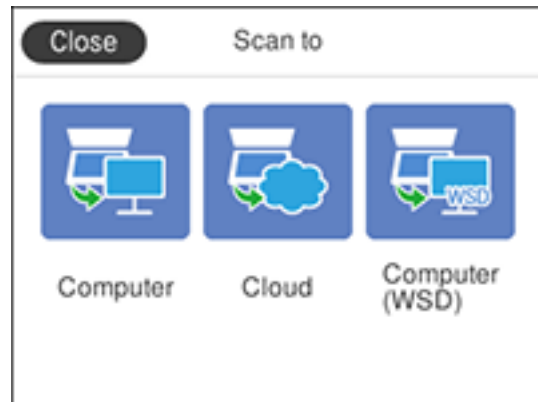 Close
Scan to
WSD
Computer
Cloud
Computer
(WSD)